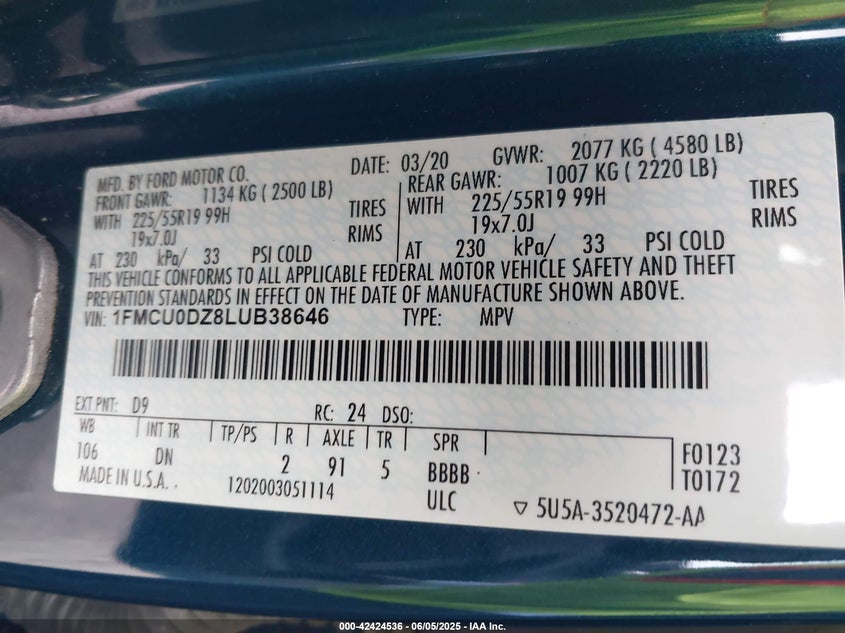 MFD. BY FORD MOTOR CO. DATE: 03/20 GVWR: 2077 KG ( 4580 LB)
FRONT GAWR: 1134 KG ( 2500 LB) REAR GAWR: 1007 KG ( 2220 LB)
WITH 225/55R19 99H TIRES WITH 225/55R19 99H TIRES
19x7.0J RIMS 19x7.0J RIMS
AT 230 kPa/ 33 PSI COLD AT 230 kPa/ 33 PSI COLD
THIS VEHICLE CONFORMS TO ALL APPLICABLE FEDERAL MOTOR VEHICLE SAFETY AND THEFT
PREVENTION STANDARDS IN EFFECT ON THE DATE OF MANUFACTURE SHOWN ABOVE.
VIN: 1FMCU0DZ8LUB38646 TYPE: MPV
EXT PNT: D9 RC: 24 DSO:
WB INT TR TP/PS R AXLE TR SPR
106 DN 2 91 5 BBBB
F0123
T0172
MADE IN U.S.A. 1202003051114 ULC ▽ 5U5A-3520472-AA
000-42424536 - 06/05/2025 - IAA Inc.